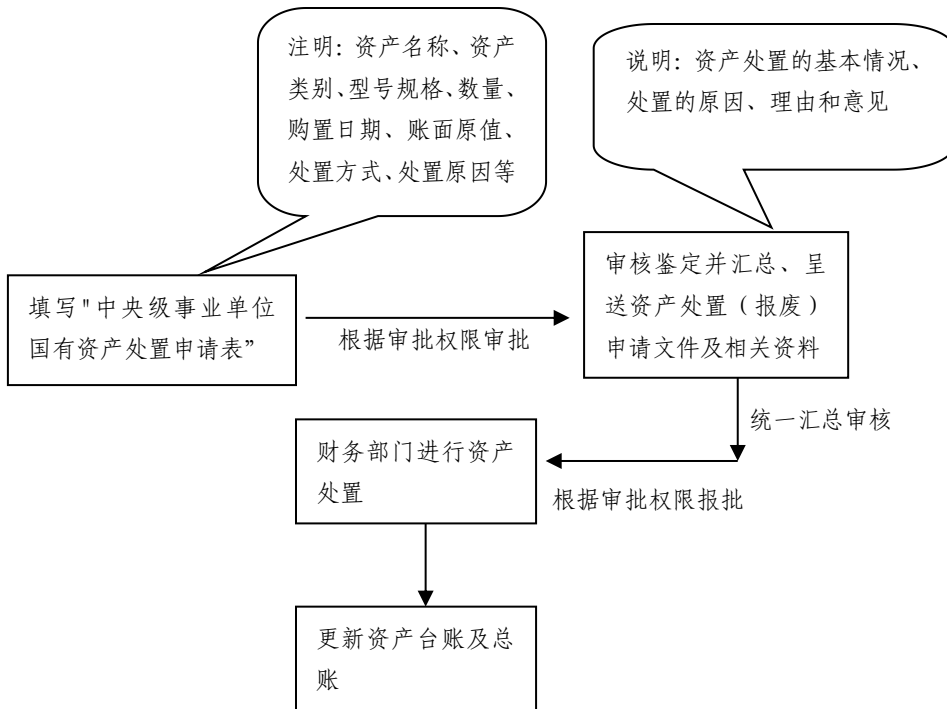 注明：资产名称、资产
类别、型号规格、数量、
购置日期、账面原值、
处置方式、处置原因等
说明：资产处置的基本情况、
处置的原因、理由和意见
填写"中央级事业单位
国有资产处置申请表”
根据审批权限审批
审核鉴定并汇总、呈
送资产处置（报废）
申请文件及相关资料
统一汇总审核
根据审批权限报批
财务部门进行资产
处置
更新资产台账及总
账